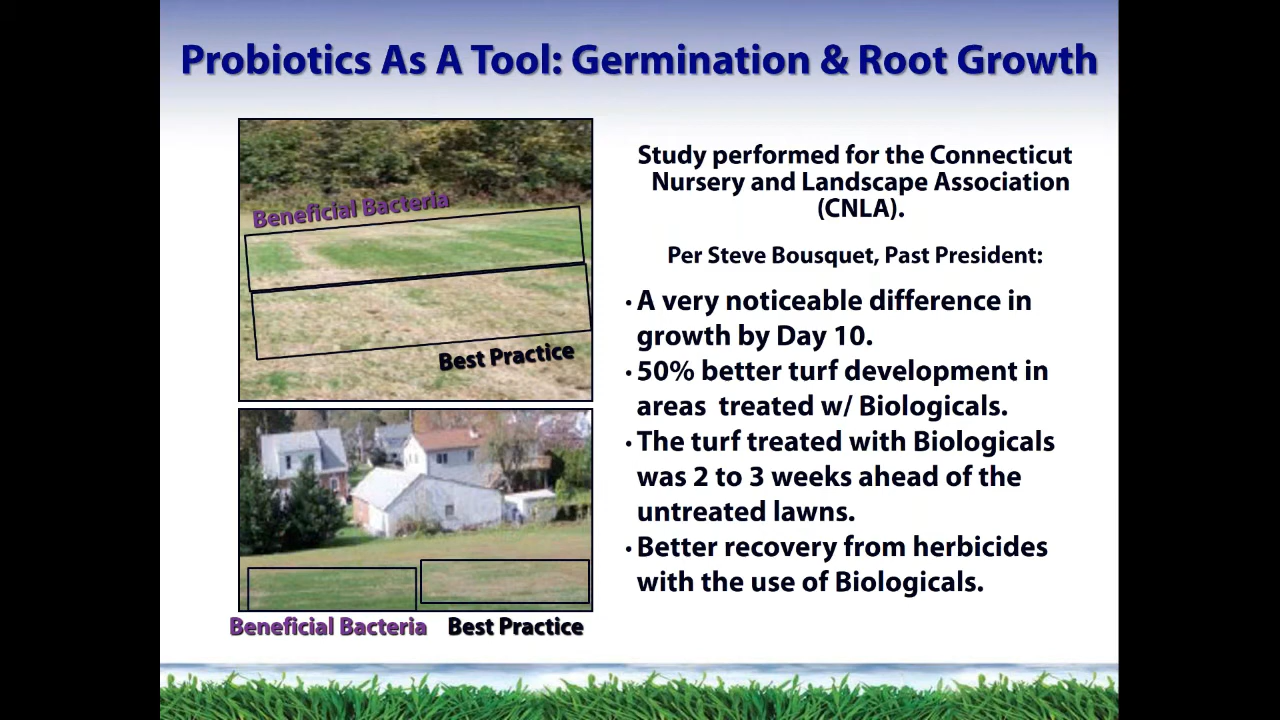 Probiotics As A Tool: Germination & Root Growth
Beneficial Bacteria
Best Practice
Beneficial Bacteria
Best Practice
Study performed for the Connecticut
Nursery and Landscape Association
(CNLA).
Per Steve Bousquet, Past President:
• A very noticeable difference in
growth by Day 10.
• 50% better turf development in
areas treated w/ Biologicals.
• The turf treated with Biologicals
was 2 to 3 weeks ahead of the
untreated lawns.
• Better recovery from herbicides
with the use of Biologicals.